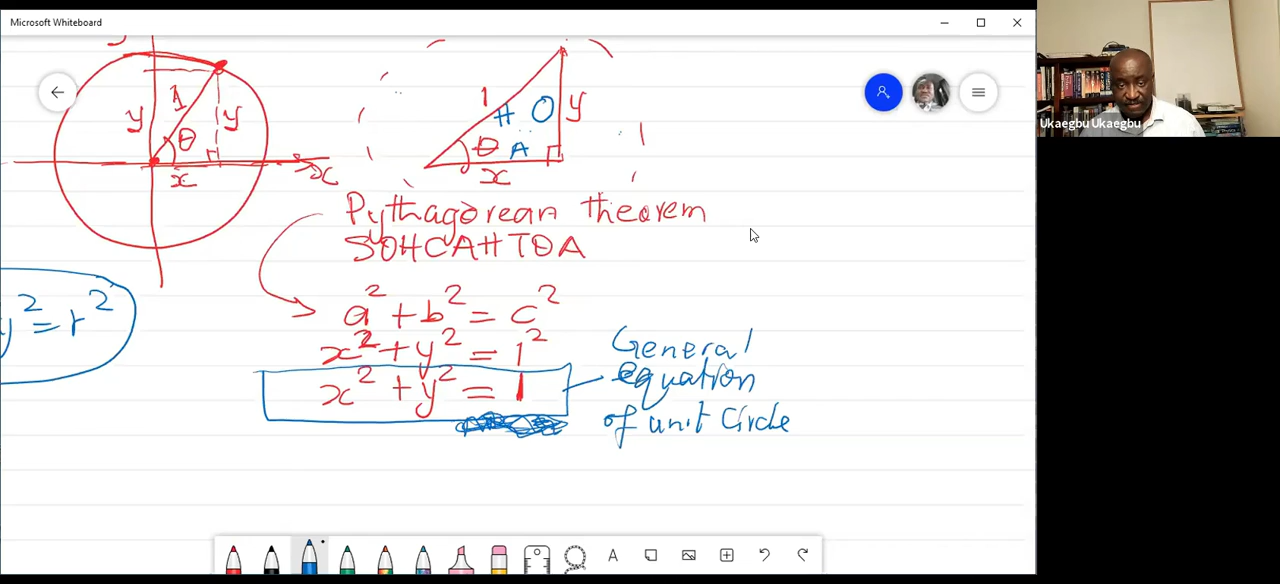 Microsoft Whiteboard
Ukaegbu Ukaegbu
y
1
y
y
θ
x
x
1
H
O
y
θ
A
x
Pythagorean theorem
SOHCAHTOA
y² = r²
a² + b² = c²
x² + y² = 1²
x² + y² = 1
General
equation
of unit Circle
A